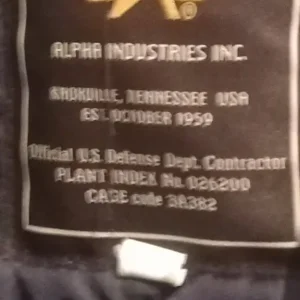 ®
ALPHA INDUSTRIES INC.
KNOXVILLE, TENNESSEE USA
EST. OCTOBER 1959
Official U.S. Defense Dept. Contractor
PLANT INDEX No. 026200
CAGE code 3A382